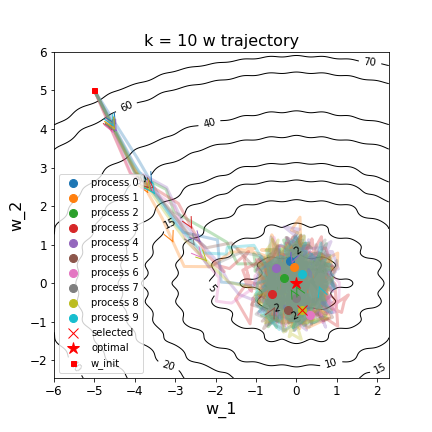 k = 10 w trajectory
w_2
6
5
4
3
2
1
0
−1
−2
70
60
40
15
5
2
2
2
20
10
15
process 0
process 1
process 2
process 3
process 4
process 5
process 6
process 7
process 8
process 9
selected
optimal
w_init
−6 −5 −4 −3 −2 −1 0 1 2
w_1